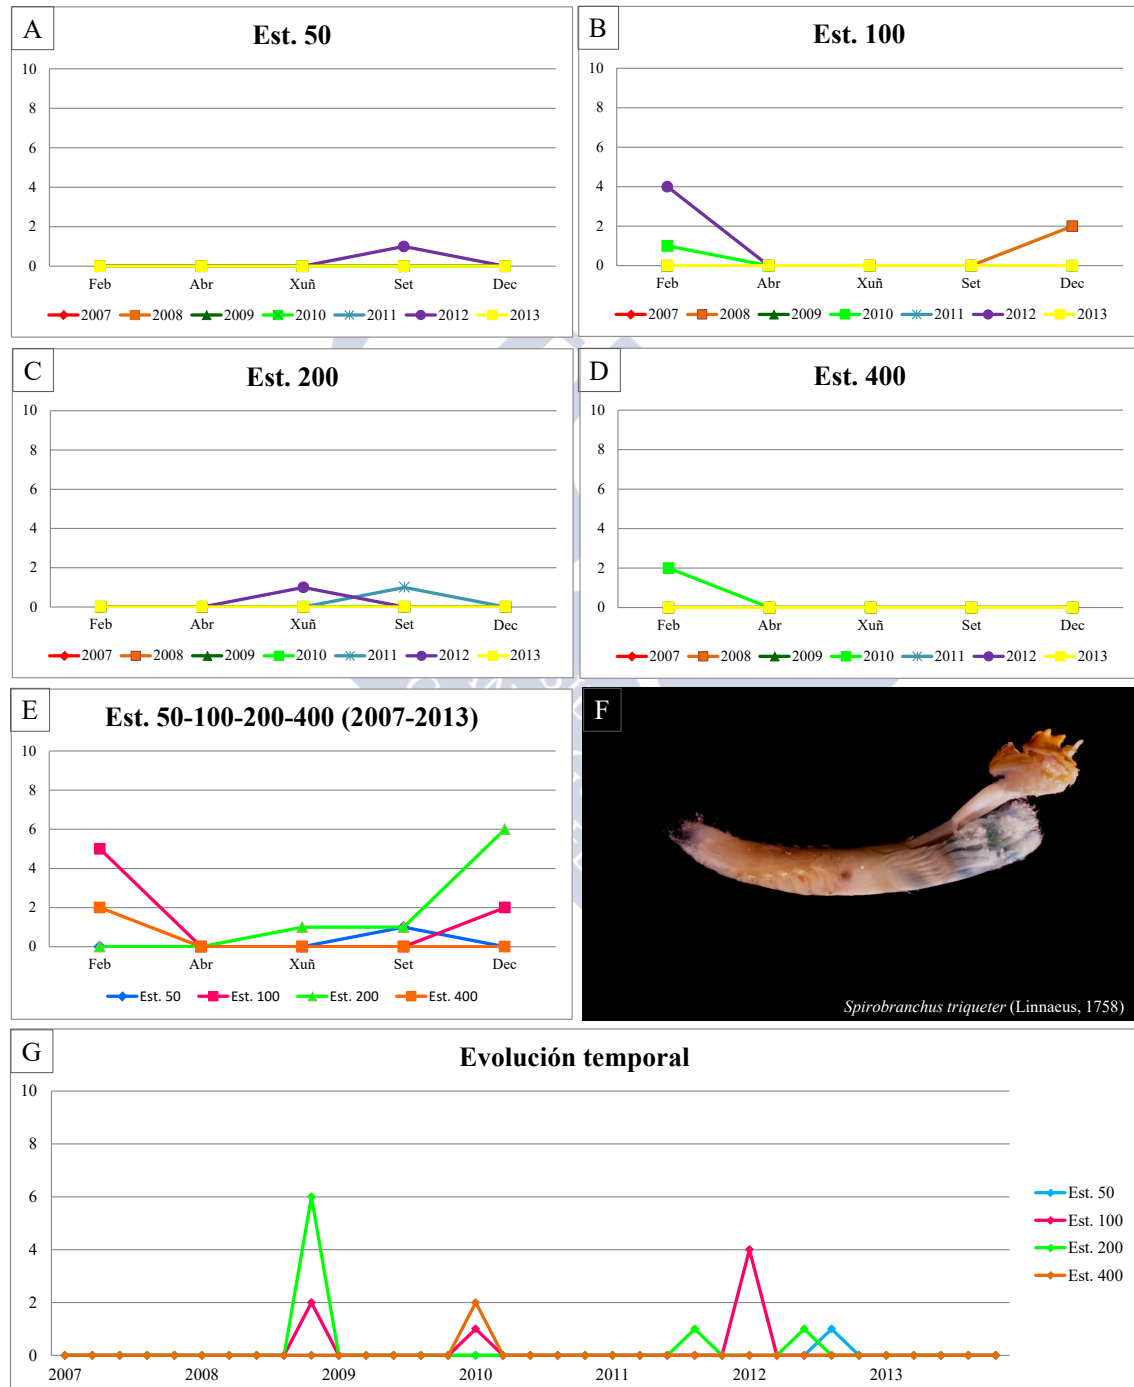 A
Est. 50
10
8
6
4
2
0
Feb Abr Xuñ Set Dec
2007 2008 2009 2010 2011 2012 2013
B
Est. 100
10
8
6
4
2
0
Feb Abr Xuñ Set Dec
2007 2008 2009 2010 2011 2012 2013
C
Est. 200
10
8
6
4
2
0
Feb Abr Xuñ Set Dec
2007 2008 2009 2010 2011 2012 2013
D
Est. 400
10
8
6
4
2
0
Feb Abr Xuñ Set Dec
2007 2008 2009 2010 2011 2012 2013
E
Est. 50-100-200-400 (2007-2013)
10
8
6
4
2
0
Feb Abr Xuñ Set Dec
Est. 50 Est. 100 Est. 200 Est. 400
F
Spirobranchus triqueter (Linnaeus, 1758)
G
Evolución temporal
10
8
6
4
2
0
2007 2008 2009 2010 2011 2012 2013
Est. 50
Est. 100
Est. 200
Est. 400